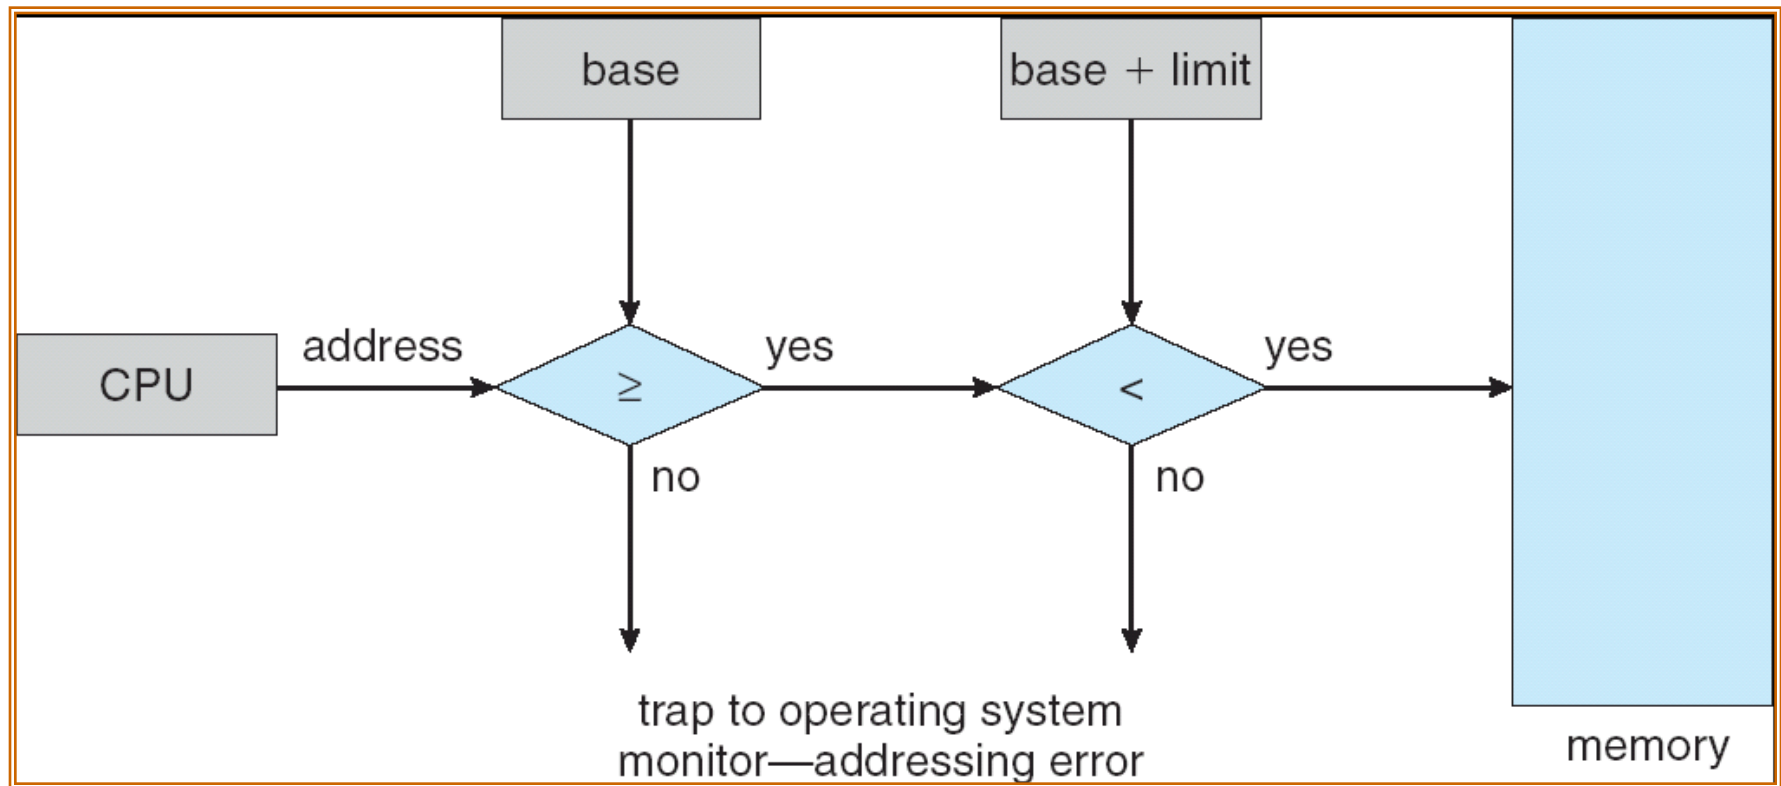 base
base + limit
address
yes
yes
CPU
≥
<
no
no
trap to operating system
monitor—addressing error
memory